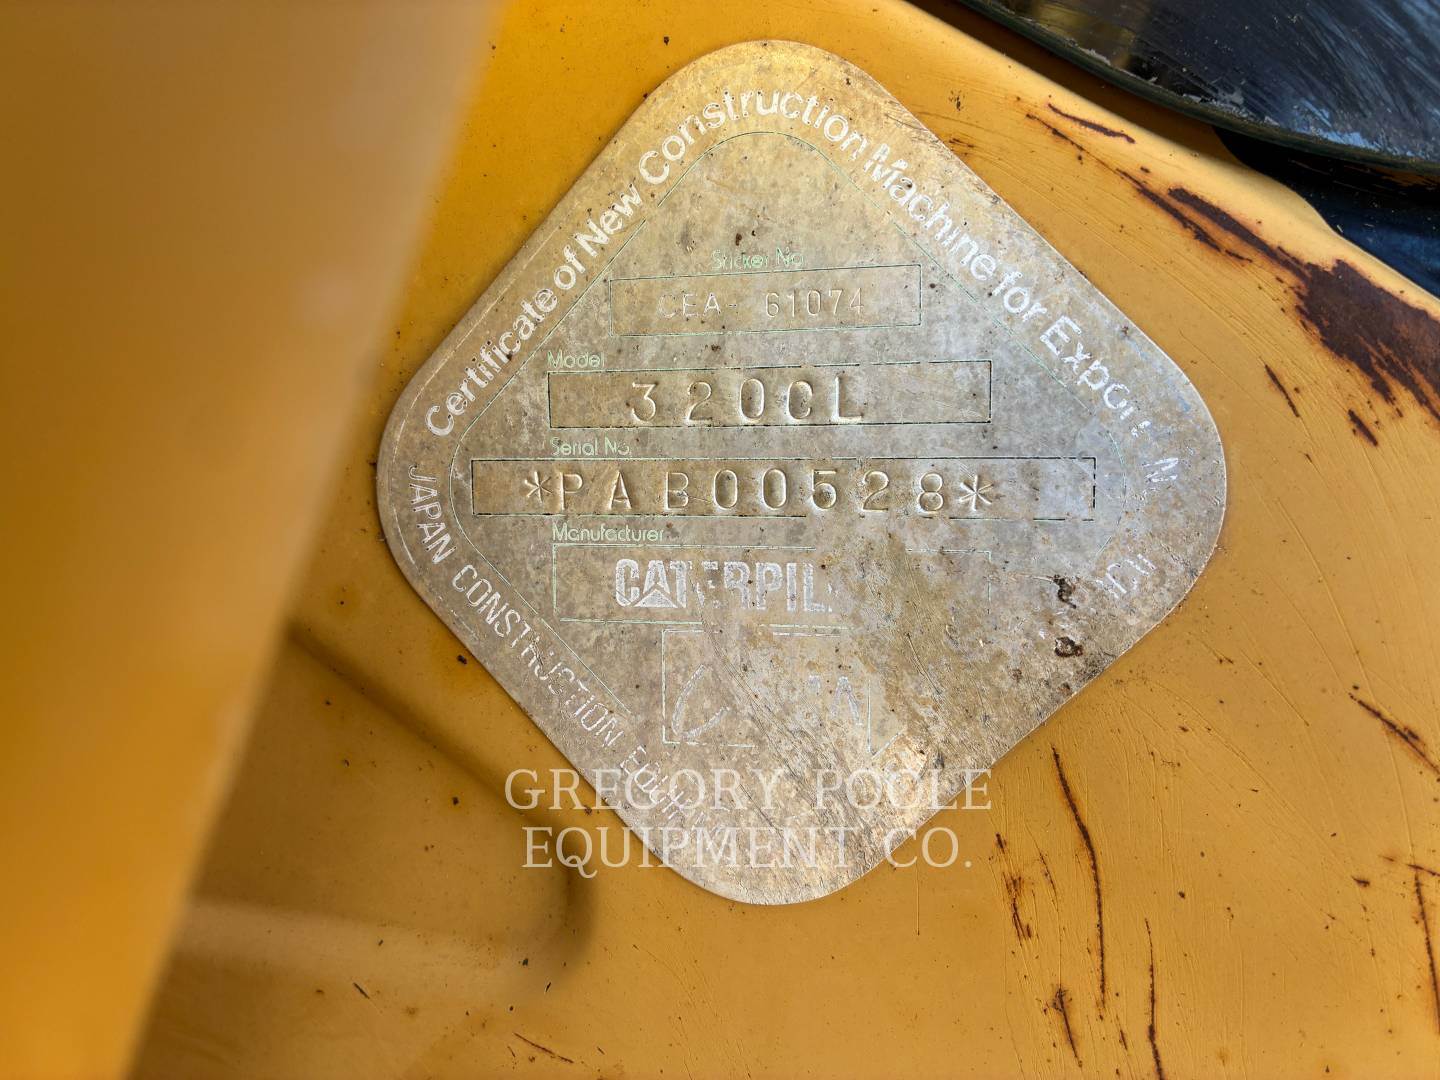 Certificate of New Construction Machine for Export
Sticker No.
CEA- 61074
Model
320CL
Serial No.
*PAB00528*
Manufacturer
CATERPIL
JAPAN CONSTRUCTION
GREGORY POOLE
EQUIPMENT CO.